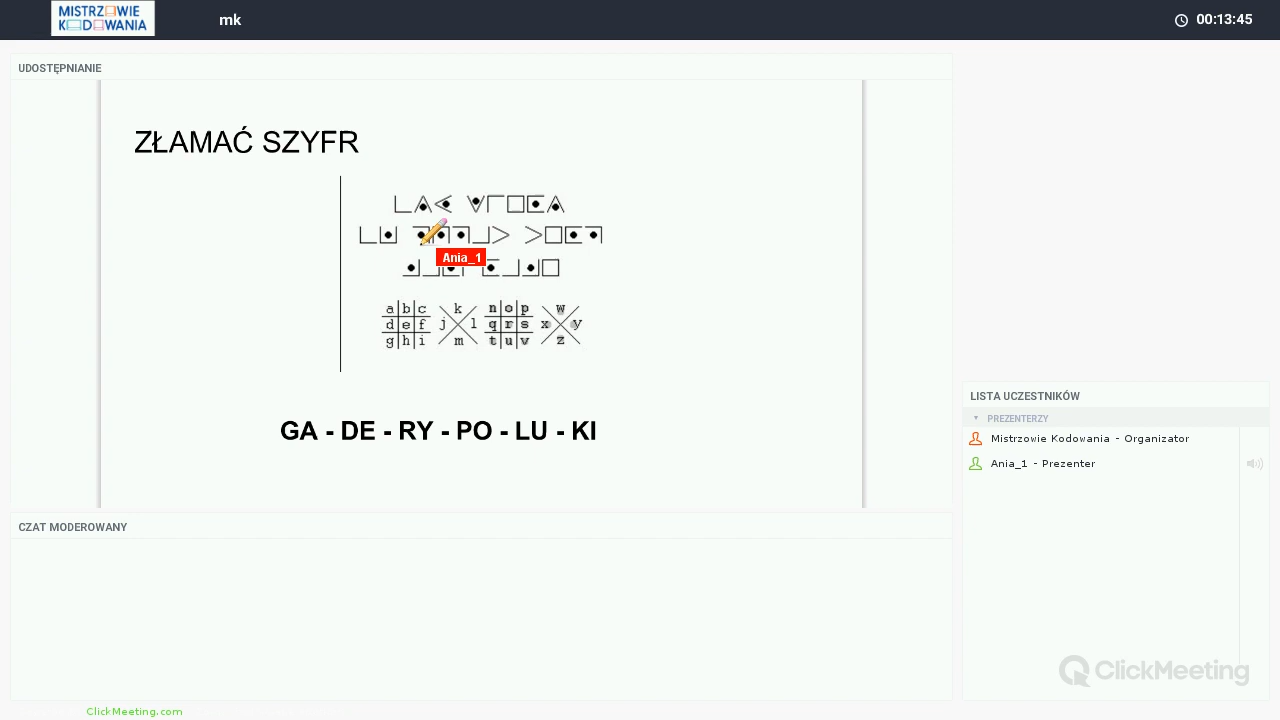 MISTRZOWIE
KODOWANIA
mk
00:13:45
UDOSTĘPNIANIE
ZŁAMAĆ SZYFR
Ania_1
a b c k n o p w
d e f j l q r s x y
g h i m t u v z
GA - DE - RY - PO - LU - KI
LISTA UCZESTNIKÓW
PREZENTERZY
Mistrzowie Kodowania - Organizator
Ania_1 - Prezenter
CZAT MODEROWANY
ClickMeeting
ClickMeeting.com